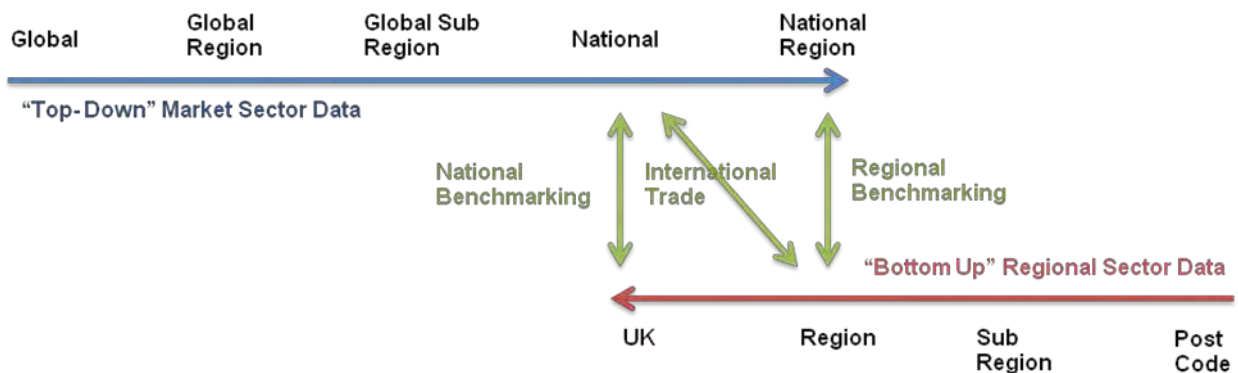 Global
Global
Region
Global Sub
Region
National
National
Region
“Top-Down” Market Sector Data
National
Benchmarking
International
Trade
Regional
Benchmarking
“Bottom Up” Regional Sector Data
UK
Region
Sub
Region
Post
Code